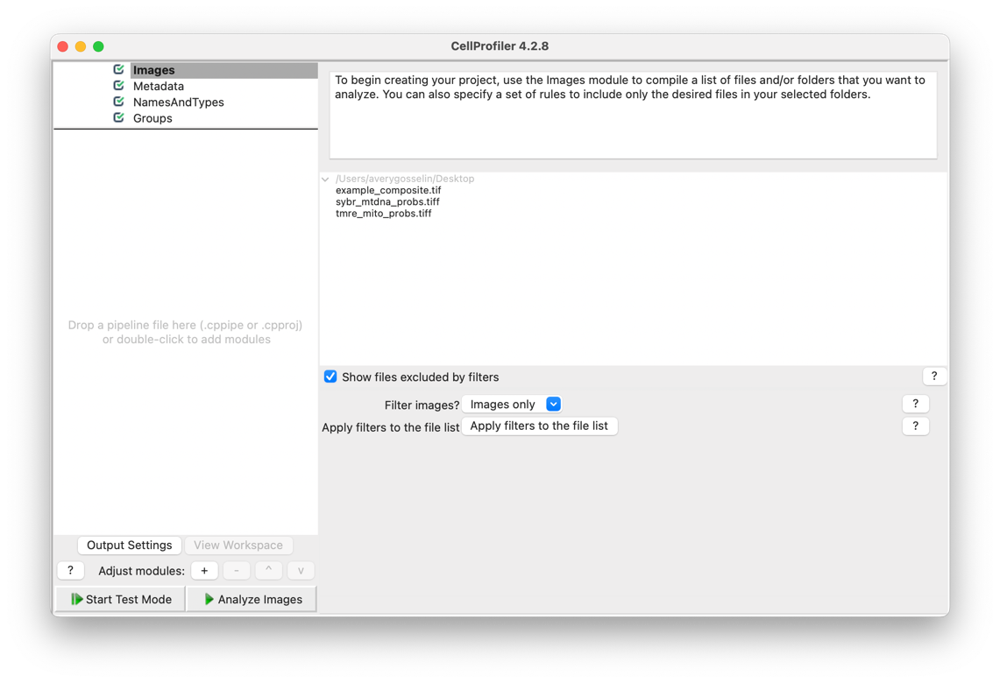 CellProfiler 4.2.8
Images
Metadata
NamesAndTypes
Groups
To begin creating your project, use the Images module to compile a list of files and/or folders that you want to
analyze. You can also specify a set of rules to include only the desired files in your selected folders.
/Users/averygosselin/Desktop
example_composite.tif
sybr_mtdna_probs.tiff
tmre_mito_probs.tiff
Drop a pipeline file here (.cppipe or .cpproj)
or double-click to add modules
Show files excluded by filters ?
Filter images? Images only ?
Apply filters to the file list Apply filters to the file list ?
Output Settings View Workspace
? Adjust modules: + - ^ v
Start Test Mode Analyze Images